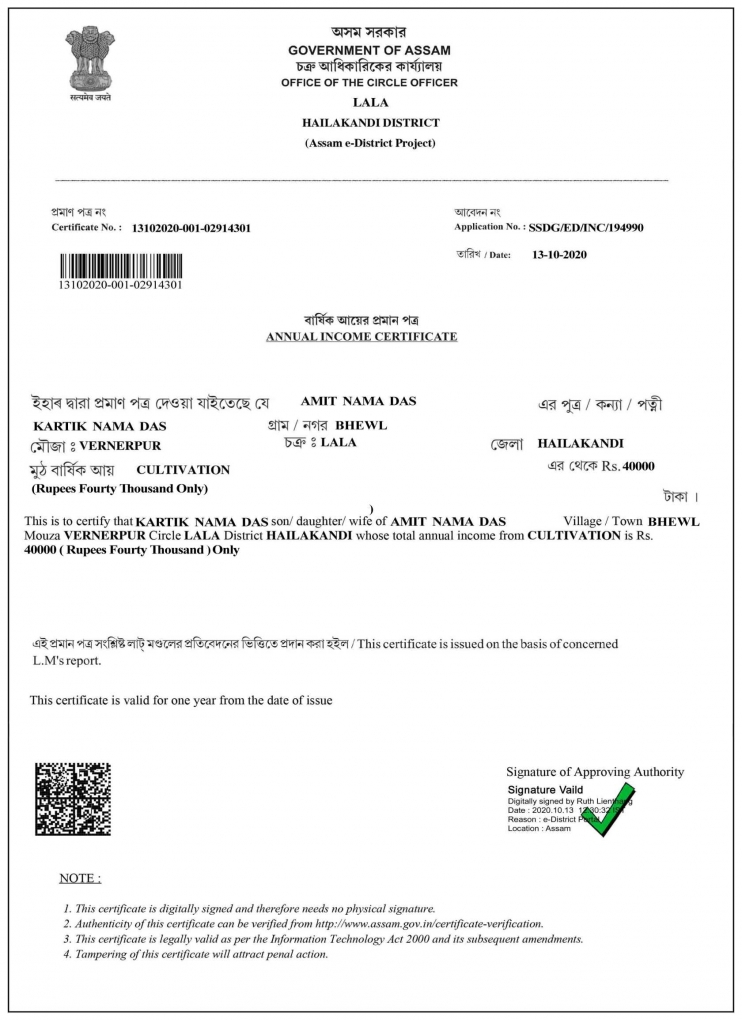 सत्यमेव जयते
অসম সরকার
GOVERNMENT OF ASSAM
চক্ৰ আধিকাৰিকের কার্য্যালয়
OFFICE OF THE CIRCLE OFFICER
LALA
HAILAKANDI DISTRICT
(Assam e-District Project)
প্রমাণ পত্র নং
Certificate No. : 13102020-001-02914301
আবেদন নং
Application No. : SSDG/ED/INC/194990
তারিখ / Date: 13-10-2020
13102020-001-02914301
বার্ষিক আয়ের প্রমান পত্র
ANNUAL INCOME CERTIFICATE
ইহাৰ দ্বারা প্রমাণ পত্র দেওয়া যাইতেছে যে AMIT NAMA DAS এর পুত্র / কন্যা / পত্নী
KARTIK NAMA DAS গ্রাম / নগর BHEWL
মৌজা : VERNERPUR চক্র : LALA জেলা HAILAKANDI
মুঠ বার্ষিক আয় CULTIVATION এর থেকে Rs. 40000
(Rupees Fourty Thousand Only)
টাকা ।
)
This is to certify that KARTIK NAMA DAS son/ daughter/ wife of AMIT NAMA DAS Village / Town BHEWL
Mouza VERNERPUR Circle LALA District HAILAKANDI whose total annual income from CULTIVATION is Rs.
40000 ( Rupees Fourty Thousand ) Only
এই প্রমান পত্র সংশ্লিষ্ট লাট্ মণ্ডলের প্রতিবেদনের ভিত্তিতে প্রদান করা হইল / This certificate is issued on the basis of concerned
L.M's report.
This certificate is valid for one year from the date of issue
Signature of Approving Authority
Signature Vaild
Digitally signed by Ruth Lienthang
Date : 2020.10.13
Reason : e-District Portal
Location : Assam
NOTE :
1. This certificate is digitally signed and therefore needs no physical signature.
2. Authenticity of this certificate can be verified from http://www.assam.gov.in/certificate-verification.
3. This certificate is legally valid as per the Information Technology Act 2000 and its subsequent amendments.
4. Tampering of this certificate will attract penal action.